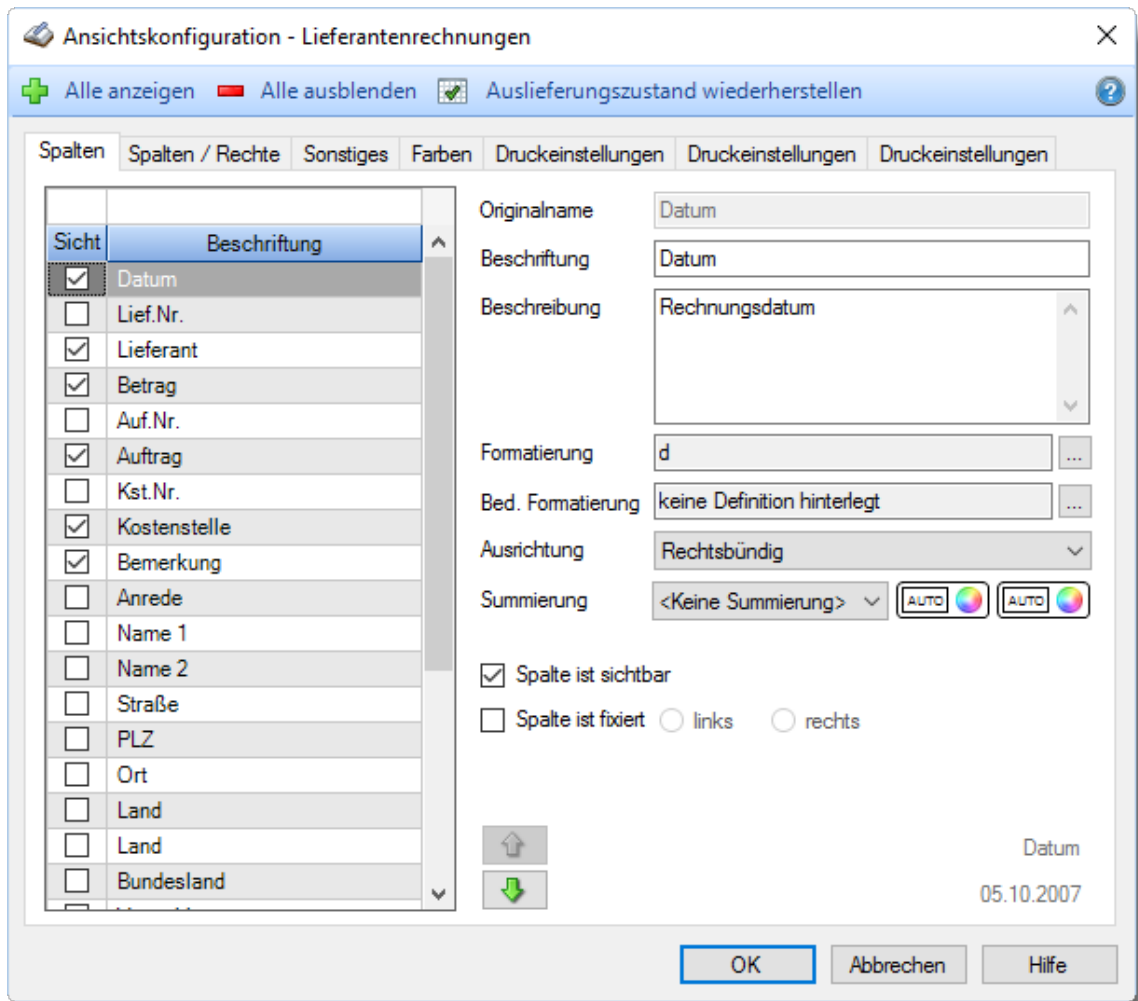 Ansichtskonfiguration - Lieferantenrechnungen
Alle anzeigen Alle ausblenden Auslieferungszustand wiederherstellen
Spalten Spalten / Rechte Sonstiges Farben Druckeinstellungen Druckeinstellungen Druckeinstellungen
Sicht Beschriftung
Datum
Lief.Nr.
Lieferant
Betrag
Auf.Nr.
Auftrag
Kst.Nr.
Kostenstelle
Bemerkung
Anrede
Name 1
Name 2
Straße
PLZ
Ort
Land
Land
Bundesland
Originalname Datum
Beschriftung Datum
Beschreibung Rechnungsdatum
Formatierung d ...
Bed. Formatierung keine Definition hinterlegt ...
Ausrichtung Rechtsbündig
Summierung <Keine Summierung> AUTO AUTO
Spalte ist sichtbar
Spalte ist fixiert links rechts
Datum
05.10.2007
OK Abbrechen Hilfe